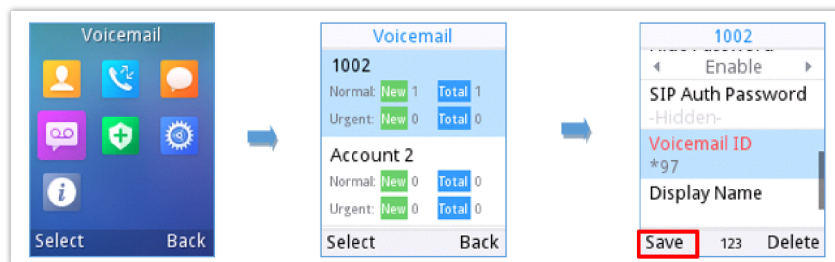 Voicemail
Select Back
Voicemail
1002
Normal: New 1 Total 1
Urgent: New 0 Total 0
Account 2
Normal: New 0 Total 0
Urgent: New 0 Total 0
Select Back
1002
Enable
SIP Auth Password
-Hidden-
Voicemail ID
*97
Display Name
Save 123 Delete